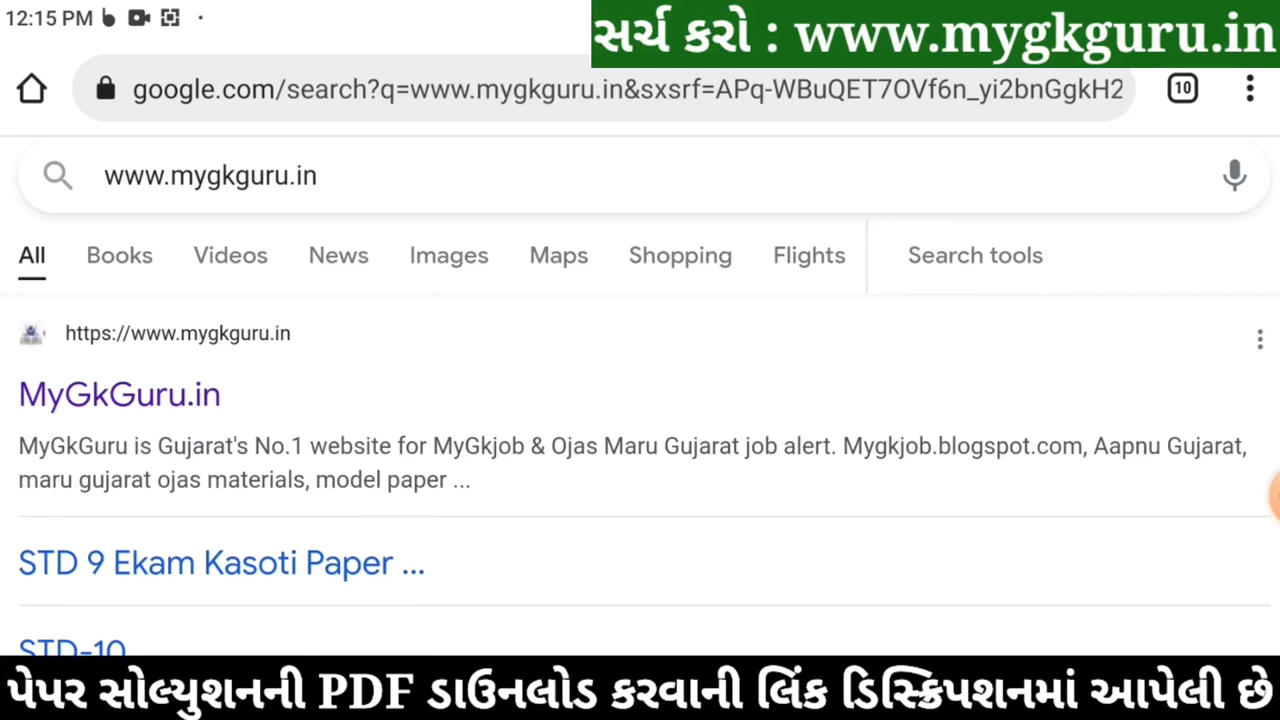 12:15 PM
સર્ચ કરો : www.mygkguru.in
google.com/search?q=www.mygkguru.in&sxsrf=APq-WBuQET7OVf6n_yi2bnGgkH2
10
www.mygkguru.in
All Books Videos News Images Maps Shopping Flights Search tools
https://www.mygkguru.in
MyGkGuru.in
MyGkGuru is Gujarat's No.1 website for MyGkjob & Ojas Maru Gujarat job alert. Mygkjob.blogspot.com, Aapnu Gujarat,
maru gujarat ojas materials, model paper ...
STD 9 Ekam Kasoti Paper ...
STD-10
પેપર સોલ્યુશનની PDF ડાઉનલોડ કરવાની લિંક ડિસ્ક્રિપશનમાં આપેલી છે